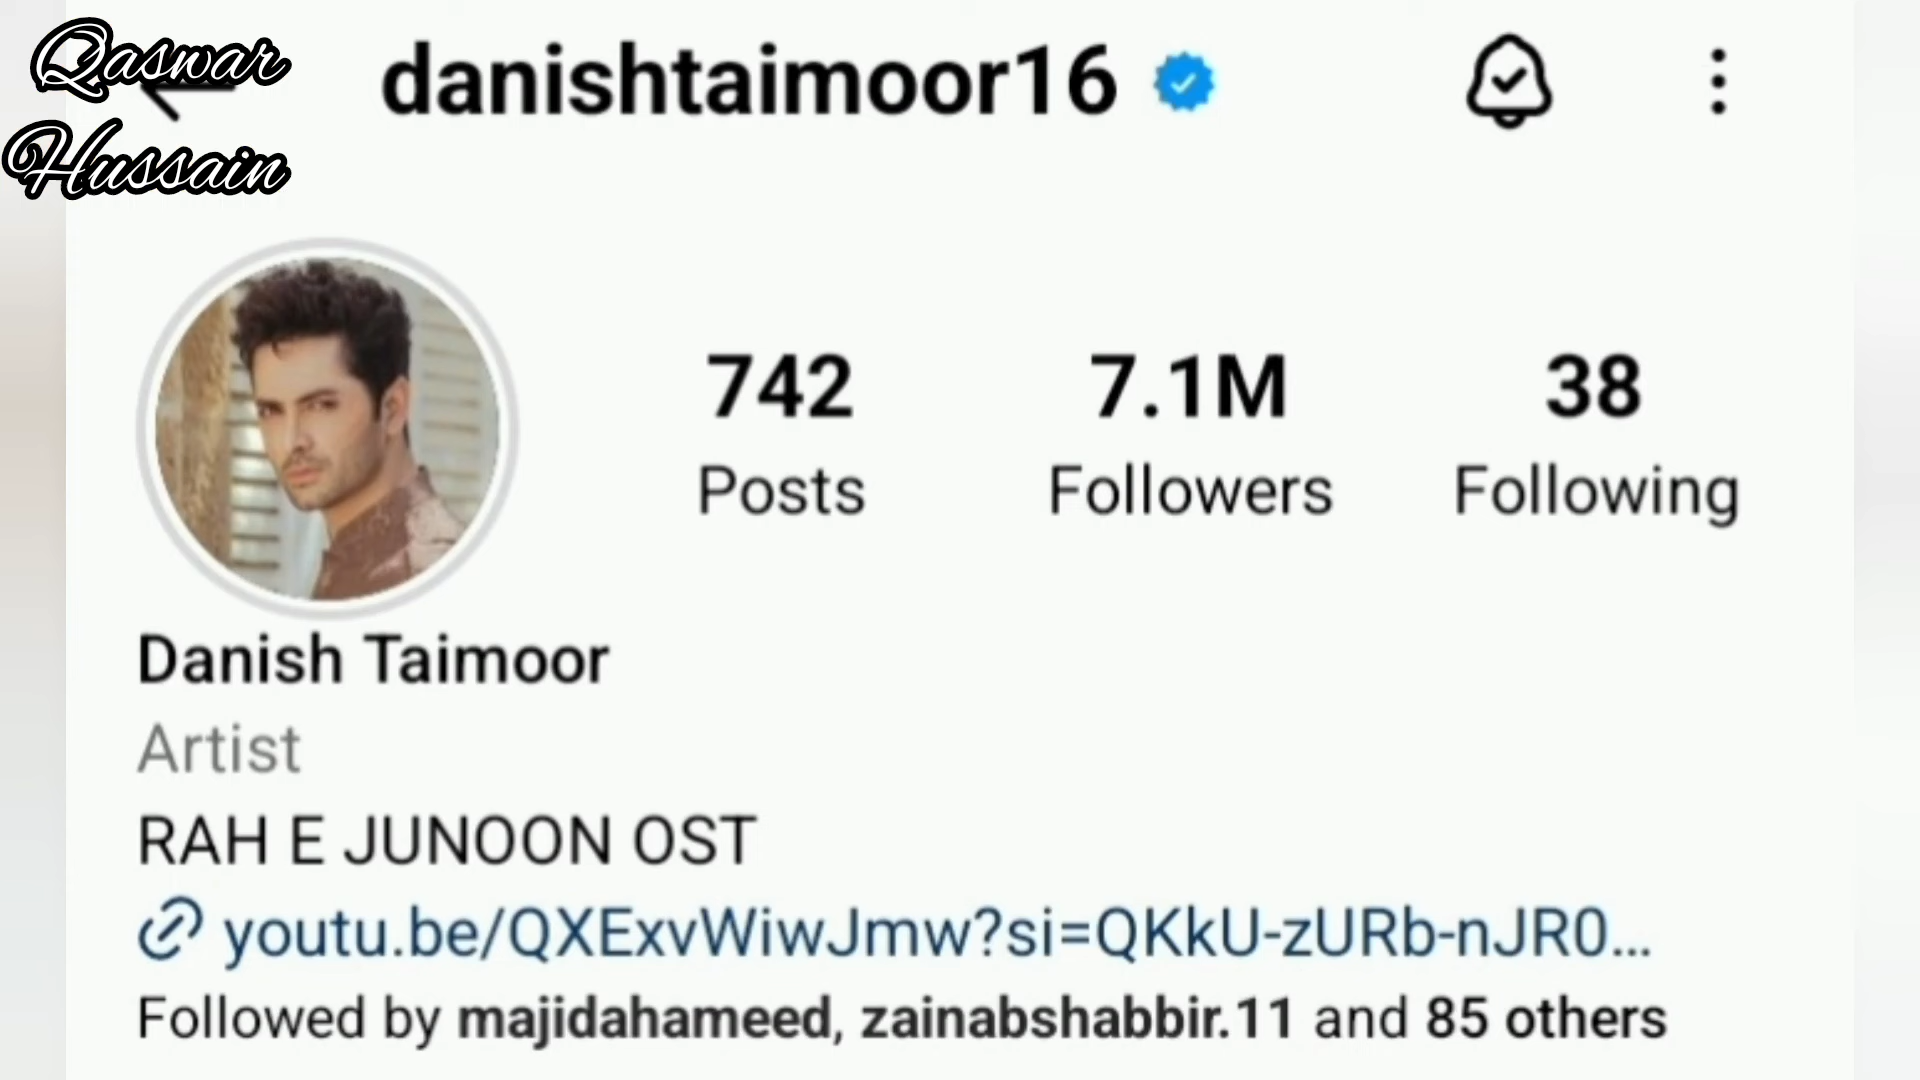 Qaswar
Hussain
danishtaimoor16
742
Posts
7.1M
Followers
38
Following
Danish Taimoor
Artist
RAH E JUNOON OST
youtu.be/QXExvWiwJmw?si=QKkU-zURb-nJR0...
Followed by majidahameed, zainabshabbir.11 and 85 others